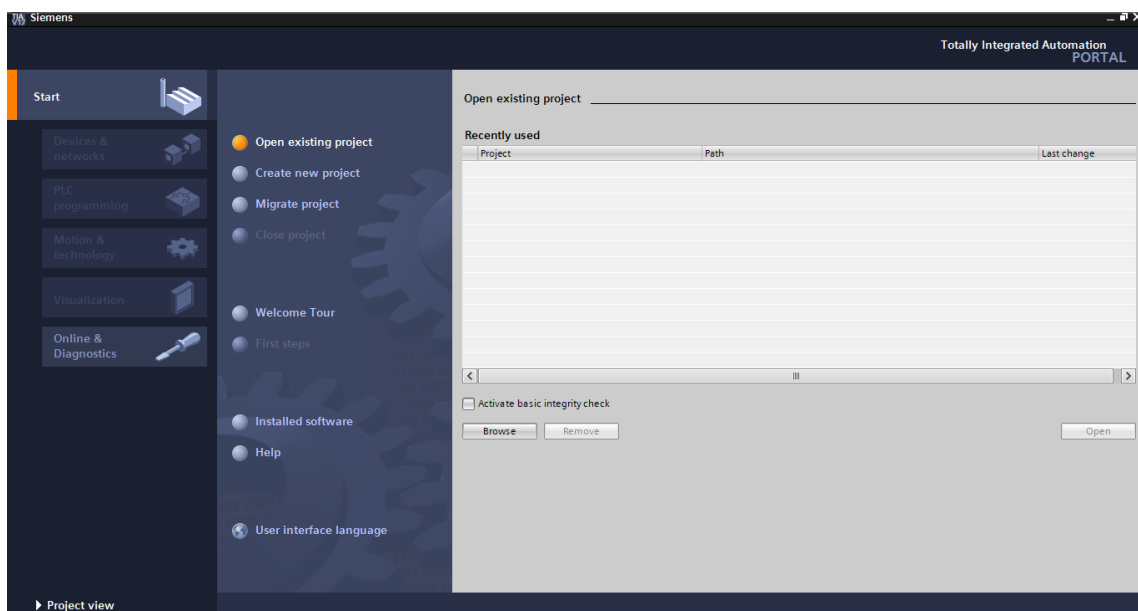 Siemens
Totally Integrated Automation
PORTAL
Start
Devices &
networks
PLC
programming
Motion &
technology
Visualization
Online &
Diagnostics
Open existing project
Create new project
Migrate project
Close project
Welcome Tour
First steps
Installed software
Help
User interface language
Open existing project
Recently used
Project Path Last change
Activate basic integrity check
Browse Remove Open
Project view